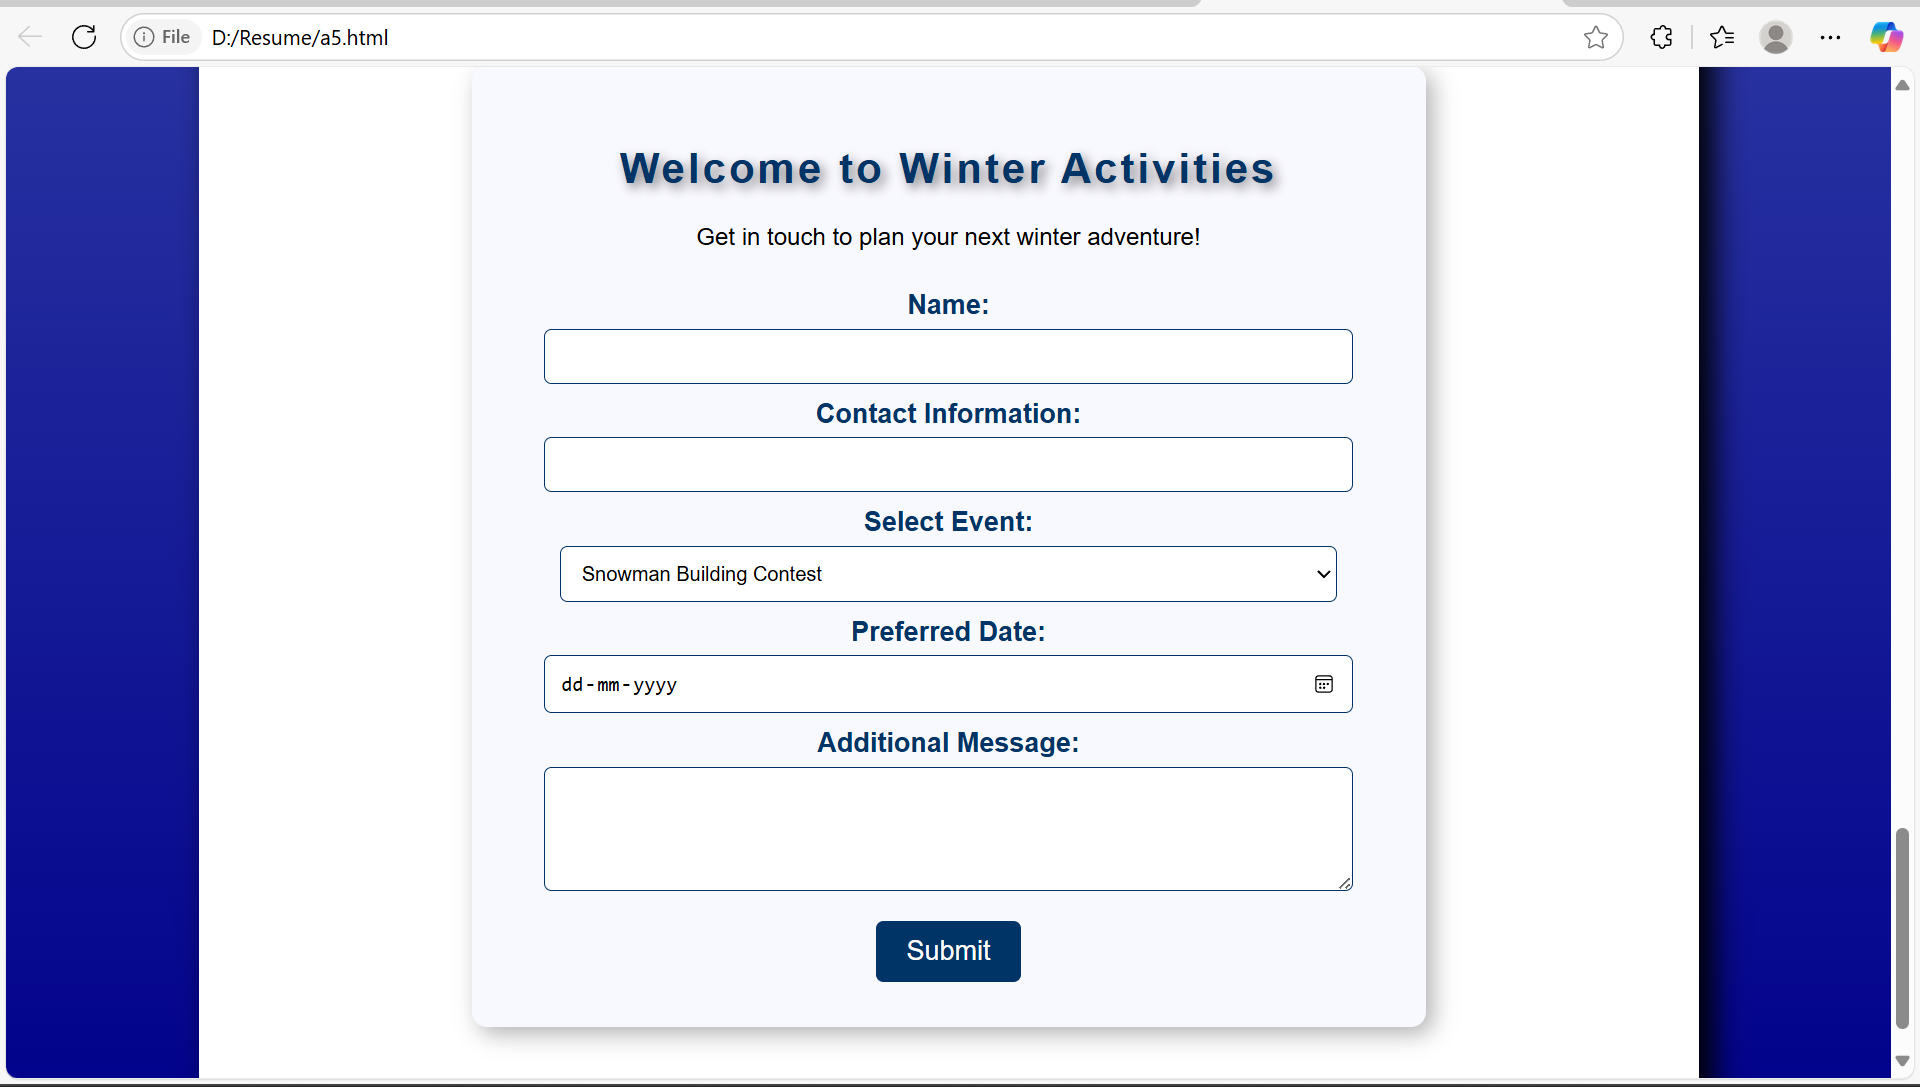 File D:/Resume/a5.html
Welcome to Winter Activities
Get in touch to plan your next winter adventure!
Name:
Contact Information:
Select Event:
Snowman Building Contest
Preferred Date:
dd-mm-yyyy
Additional Message:
Submit